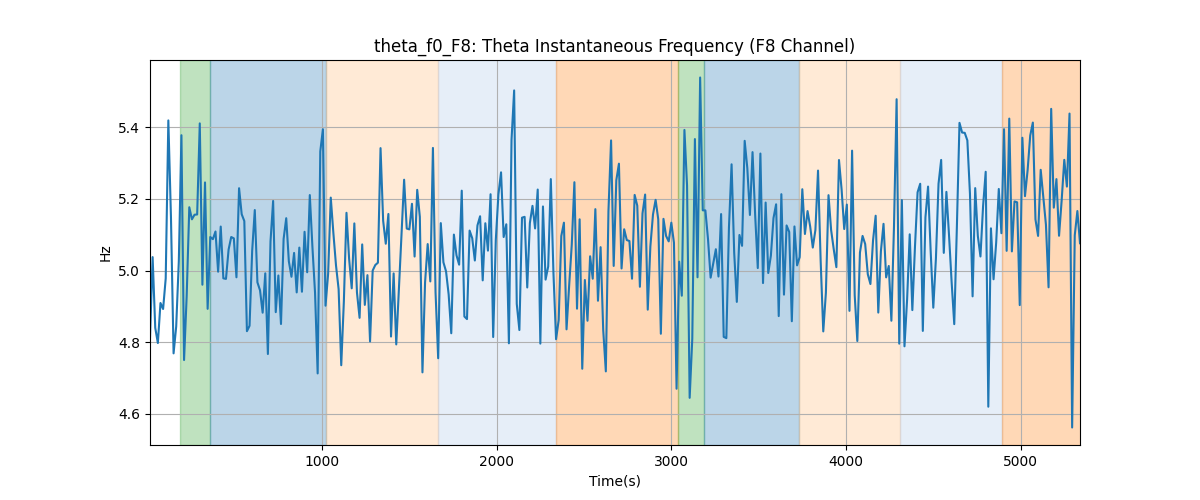 theta_f0_F8: Theta Instantaneous Frequency (F8 Channel)
Hz
5.4
5.2
5.0
4.8
4.6
1000 2000 3000 4000 5000
Time(s)